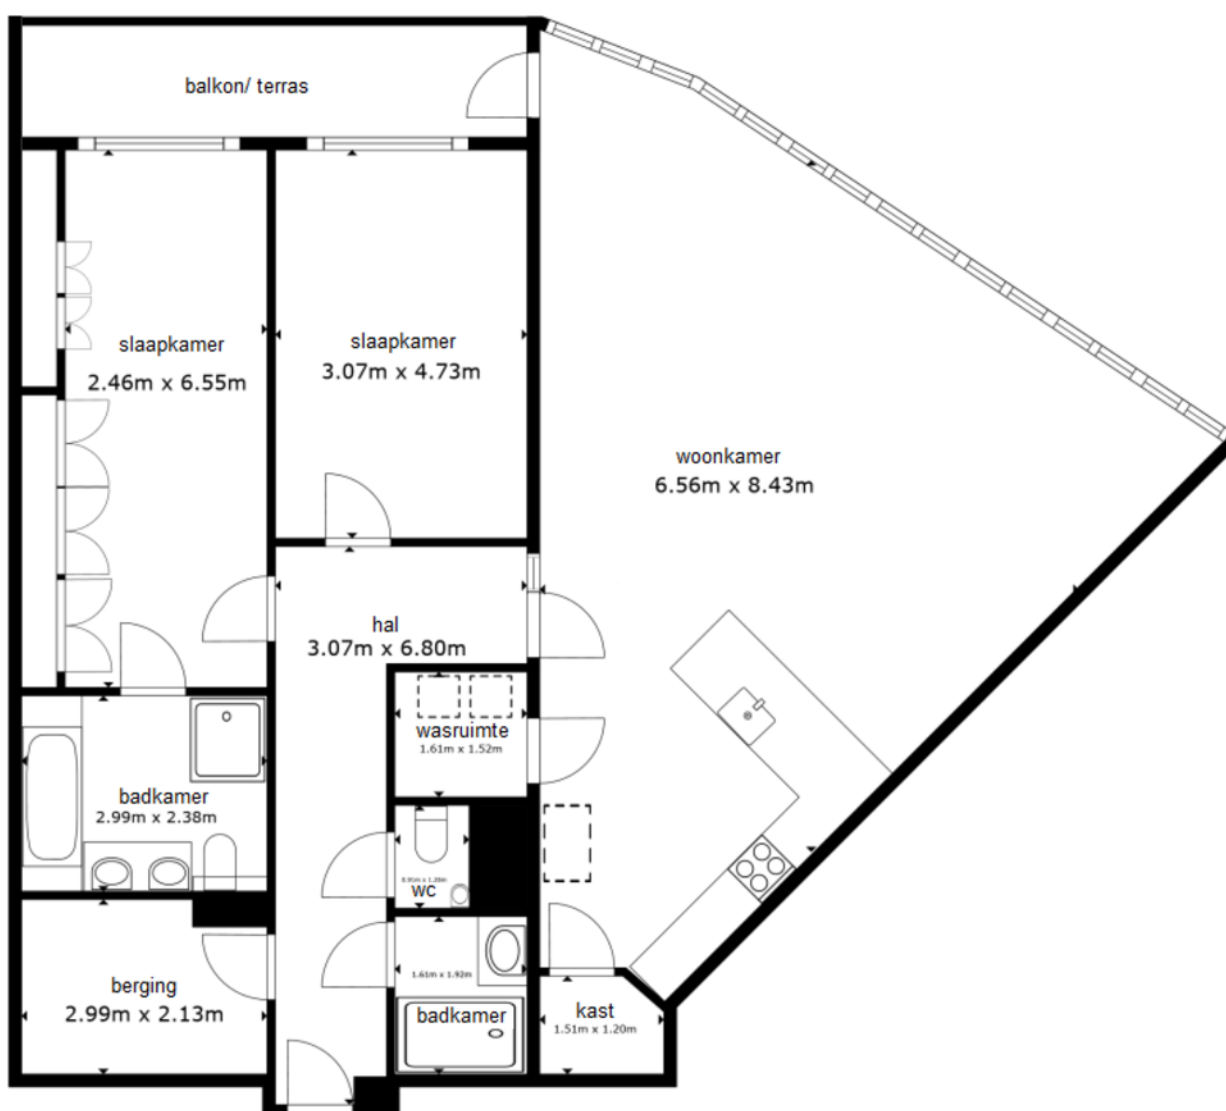 balkon/ terras
slaapkamer
2.46m x 6.55m
slaapkamer
3.07m x 4.73m
woonkamer
6.56m x 8.43m
hal
3.07m x 6.80m
wasruimte
1.61m x 1.52m
badkamer
2.99m x 2.38m
wc
berging
2.99m x 2.13m
1.61m x 1.92m
badkamer
kast
1.51m x 1.20m